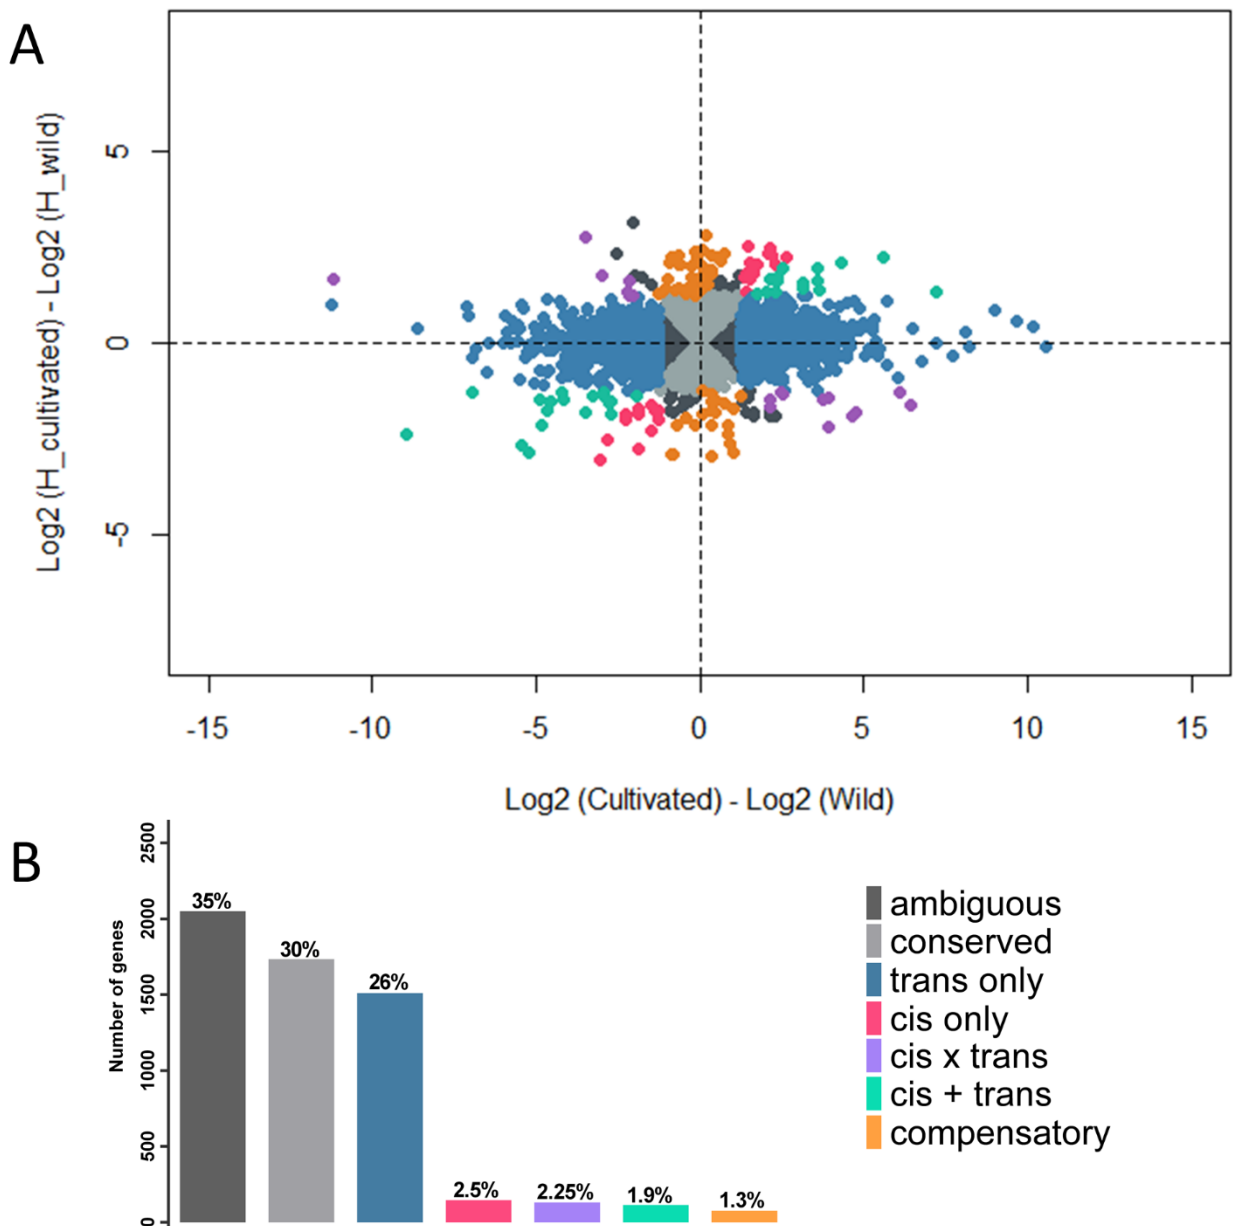 A
Log2 (H_cultivated) - Log2 (H_wild)
5
0
-5
-15 -10 -5 0 5 10 15
Log2 (Cultivated) - Log2 (Wild)
B
Number of genes
2500
2000
1500
1000
500
0
35%
30%
26%
2.5%
2.25%
1.9%
1.3%
ambiguous
conserved
trans only
cis only
cis x trans
cis + trans
compensatory